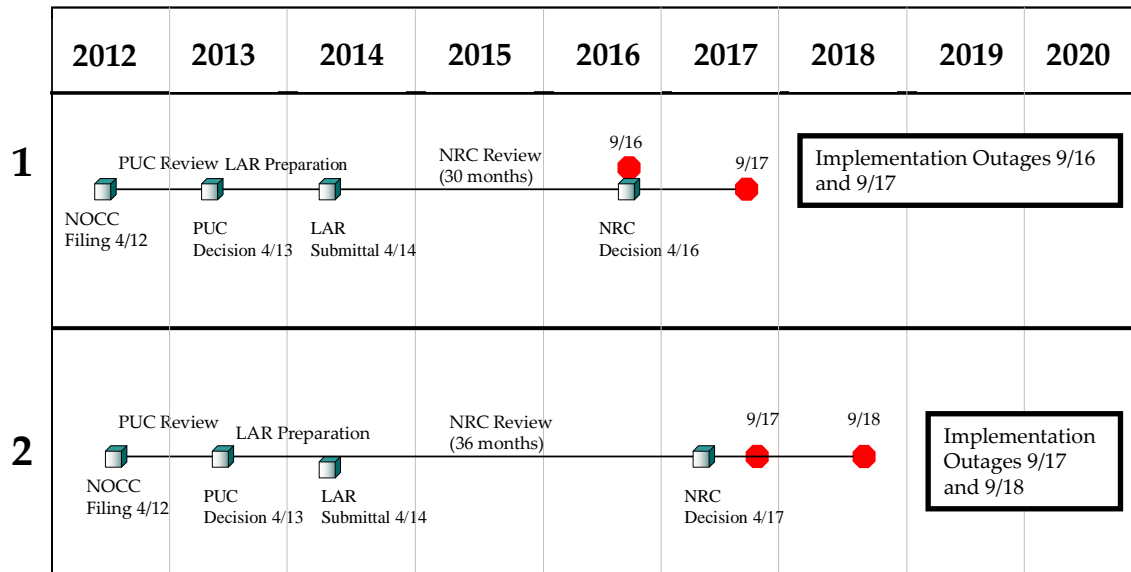 2012 2013 2014 2015 2016 2017 2018 2019 2020
1
PUC Review
LAR Preparation
NRC Review
(30 months)
9/16
9/17
NOCC
Filing 4/12
PUC
Decision 4/13
LAR
Submittal 4/14
NRC
Decision 4/16
Implementation Outages 9/16
and 9/17
2
PUC Review
LAR Preparation
NRC Review
(36 months)
9/17
9/18
NOCC
Filing 4/12
PUC
Decision 4/13
LAR
Submittal 4/14
NRC
Decision 4/17
Implementation
Outages 9/17
and 9/18